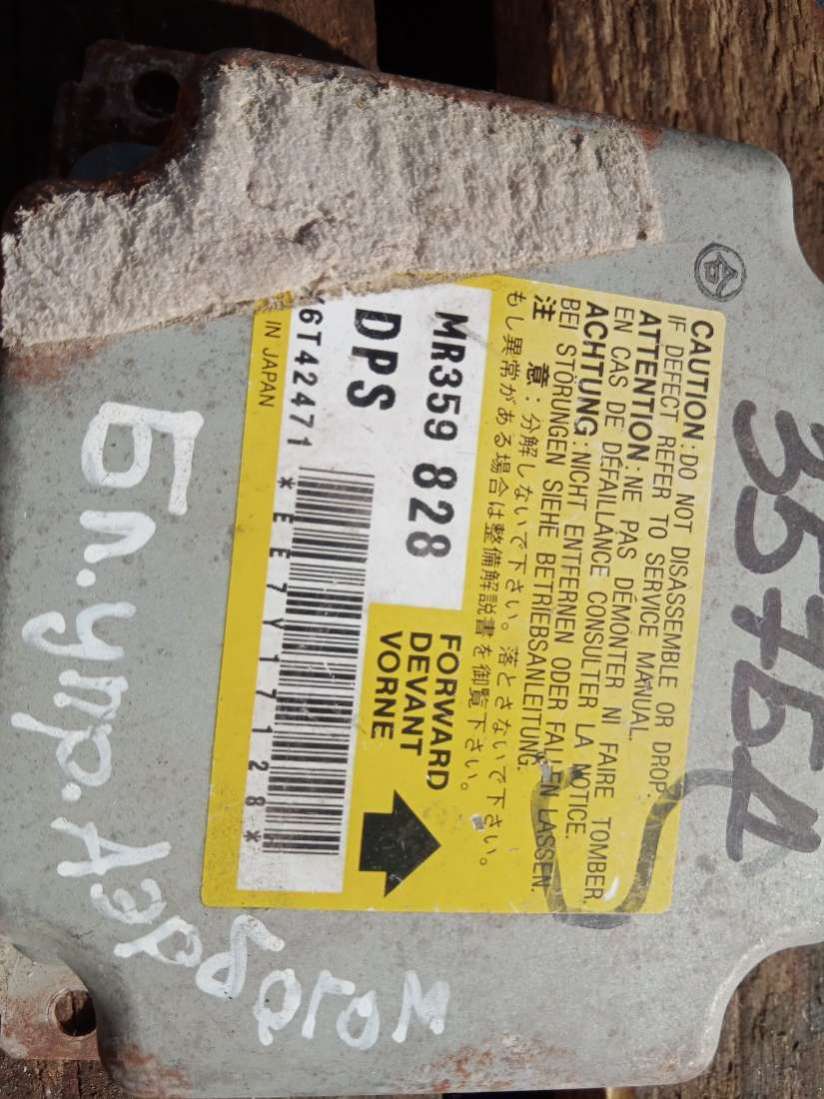 CAUTION:DO NOT DISASSEMBLE OR DROP.
IF DEFECT REFER TO SERVICE MANUAL.
ATTENTION:NE PAS DÉMONTER NI FAIRE TOMBER.
EN CAS DE DÉFAILLANCE CONSULTER LA NOTICE.
ACHTUNG:NICHT ENTFERNEN ODER FALLEN LASSEN.
BEI STÖRUNGEN SIEHE BETRIEBSANLEITUNG.
注 意:分解しないで下さい。落とさないで下さい。
もし異常がある場合は整備解説書を御覧下さい。
MR359 828
DPS
FORWARD
DEVANT
VORNE
6T42471
*EE7Y17128*
IN JAPAN
Бл.упр. Аэрбагом